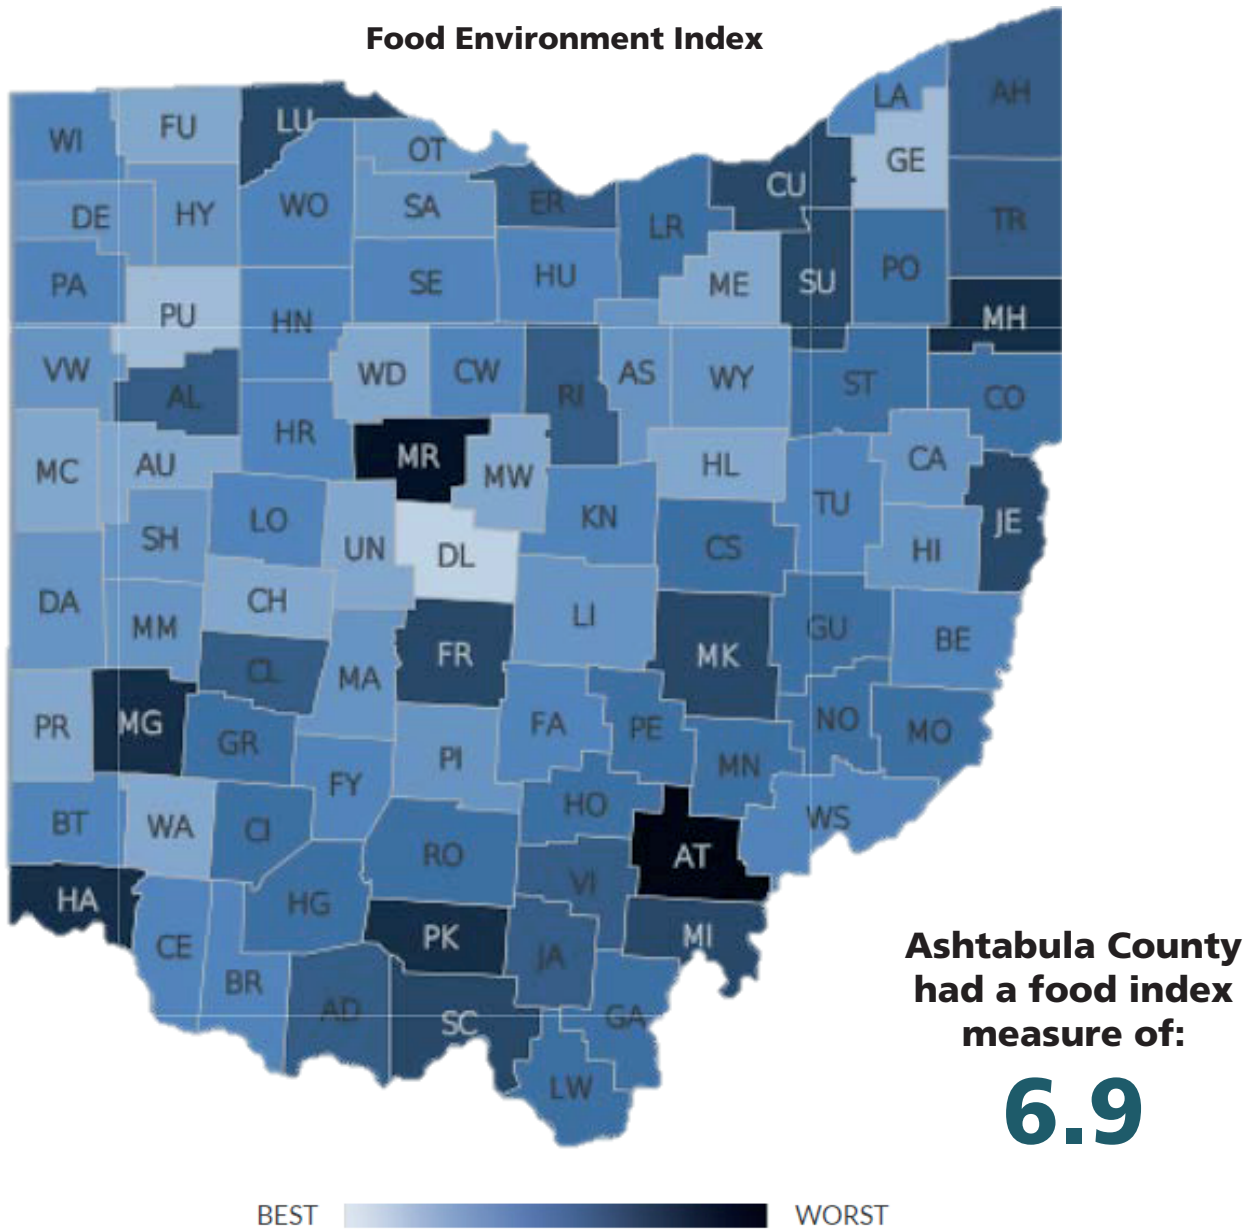 Food Environment Index
WI
FU
LU
OT
LA
AH
GE
DE
HY
WO
SA
ER
LR
CU
TR
PA
PU
HN
SE
HU
ME
SU
PO
MH
VW
AL
WD
CW
RI
AS
WY
ST
CO
HR
MC
AU
MR
MW
HL
CA
LO
KN
TU
JE
SH
UN
DL
CS
HI
DA
CH
LI
MM
GU
BE
CL
MA
FR
MK
PR
MG
GR
FA
PE
NO
MO
PI
MN
FY
BT
WA
CI
HO
WS
RO
AT
VI
HA
HG
PK
MI
CE
JA
BR
AD
SC
GA
LW
Ashtabula County
had a food index
measure of:
6.9
BEST
WORST